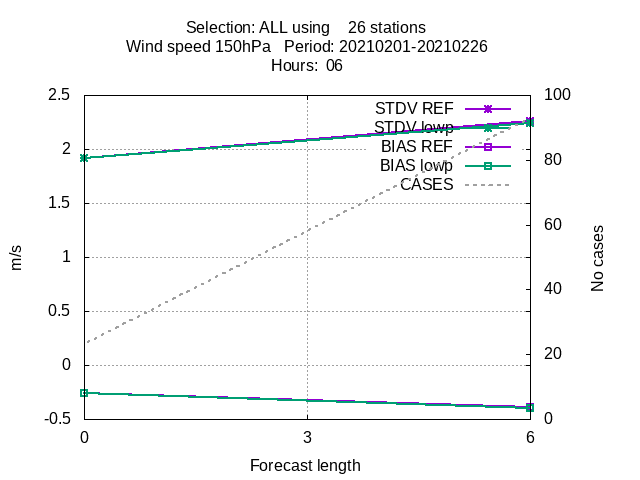 Selection: ALL using 26 stations
Wind speed 150hPa Period: 20210201-20210226
Hours: 06
2.5
2
1.5
1
0.5
0
-0.5
100
80
60
40
20
0
STDV REF
STDV lowp
BIAS REF
BIAS lowp
CASES
m/s
No cases
0
3
6
Forecast length